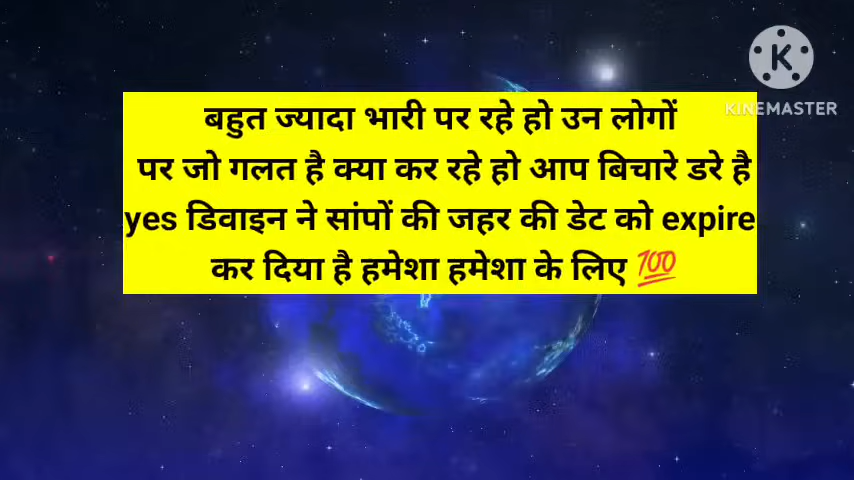 KINEMASTER
बहुत ज्यादा भारी पर रहे हो उन लोगों
पर जो गलत है क्या कर रहे हो आप बिचारे डरे है
yes डिवाइन ने सांपों की जहर की डेट को expire
कर दिया है हमेशा हमेशा के लिए 💯